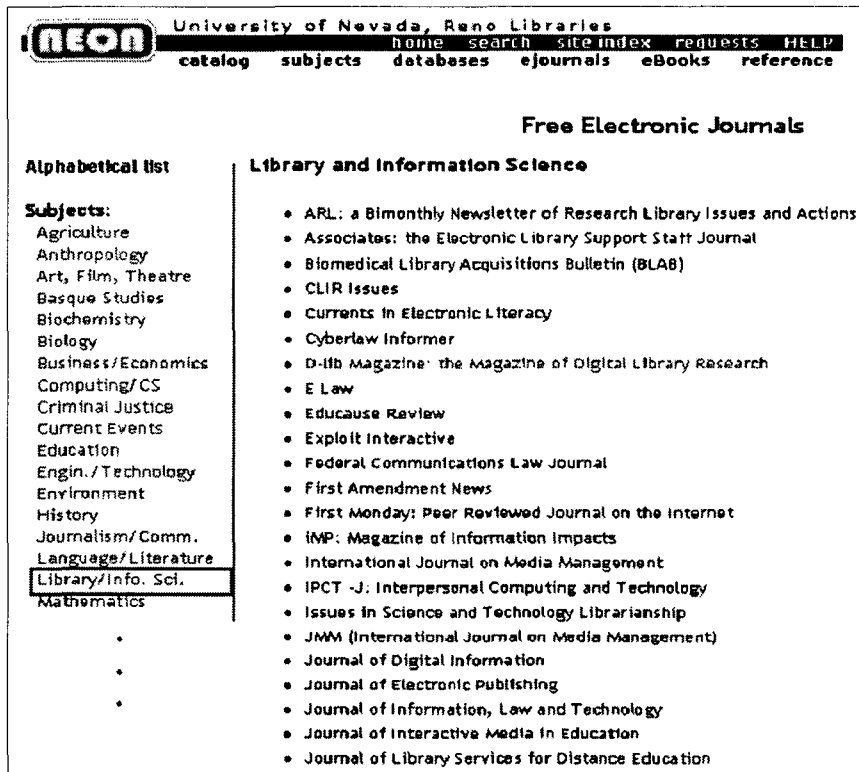 NEON
University of Nevada, Reno Libraries
home search site index requests HELP
catalog subjects databases ejournals eBooks reference
Free Electronic Journals
Alphabetical list
Subjects:
Agriculture
Anthropology
Art, Film, Theatre
Basque Studies
Biochemistry
Biology
Business/Economics
Computing/CS
Criminal Justice
Current Events
Education
Engin./Technology
Environment
History
Journalism/Comm.
Language/Literature
Library/Info. Sci.
Mathematics
Library and Information Science
• ARL: a Bimonthly Newsletter of Research Library Issues and Actions
• Associates: the Electronic Library Support Staff Journal
• Biomedical Library Acquisitions Bulletin (BLAB)
• CLIR Issues
• Currents in Electronic Literacy
• Cyberlaw Informer
• D-lib Magazine: the Magazine of Digital Library Research
• E Law
• Educause Review
• Exploit Interactive
• Federal Communications Law Journal
• First Amendment News
• First Monday: Peer Reviewed Journal on the Internet
• iMP: Magazine of Information Impacts
• International Journal on Media Management
• IPCT -J: Interpersonal Computing and Technology
• Issues in Science and Technology Librarianship
• JMM (International Journal on Media Management)
• Journal of Digital Information
• Journal of Electronic Publishing
• Journal of Information, Law and Technology
• Journal of Interactive Media in Education
• Journal of Library Services for Distance Education